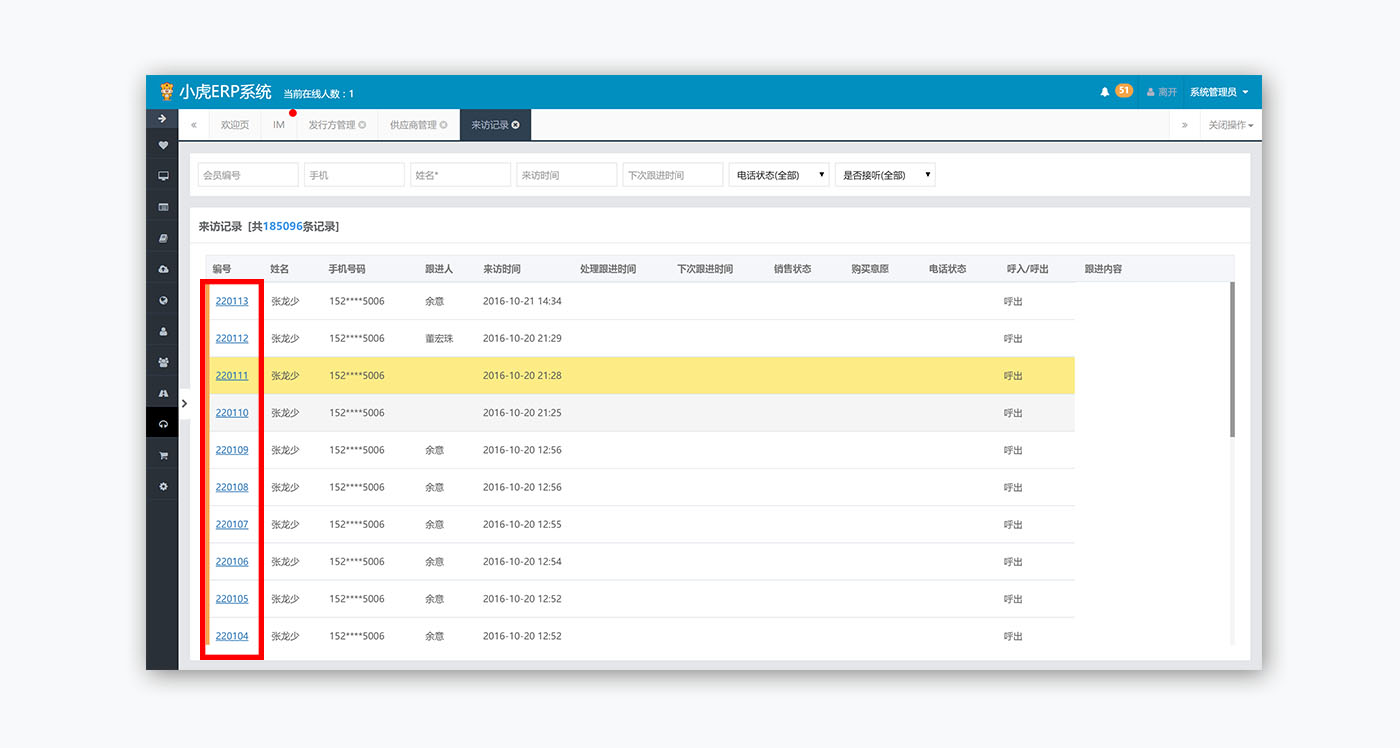 小虎ERP系统 当前在线人数：1 51 离开 系统管理员
« 欢迎页 IM 发行方管理 供应商管理 来访记录 » 关闭操作
会员编号 手机 姓名* 来访时间 下次跟进时间 电话状态(全部) 是否接听(全部)
来访记录 [共185096条记录]
编号 姓名 手机号码 跟进人 来访时间 处理跟进时间 下次跟进时间 销售状态 购买意愿 电话状态 呼入/呼出 跟进内容
220113 张龙少 152****5006 余意 2016-10-21 14:34 呼出
220112 张龙少 152****5006 董宏珠 2016-10-20 21:29 呼出
220111 张龙少 152****5006 2016-10-20 21:28 呼出
220110 张龙少 152****5006 2016-10-20 21:25 呼出
220109 张龙少 152****5006 余意 2016-10-20 12:56 呼出
220108 张龙少 152****5006 余意 2016-10-20 12:56 呼出
220107 张龙少 152****5006 余意 2016-10-20 12:55 呼出
220106 张龙少 152****5006 余意 2016-10-20 12:54 呼出
220105 张龙少 152****5006 余意 2016-10-20 12:52 呼出
220104 张龙少 152****5006 余意 2016-10-20 12:52 呼出